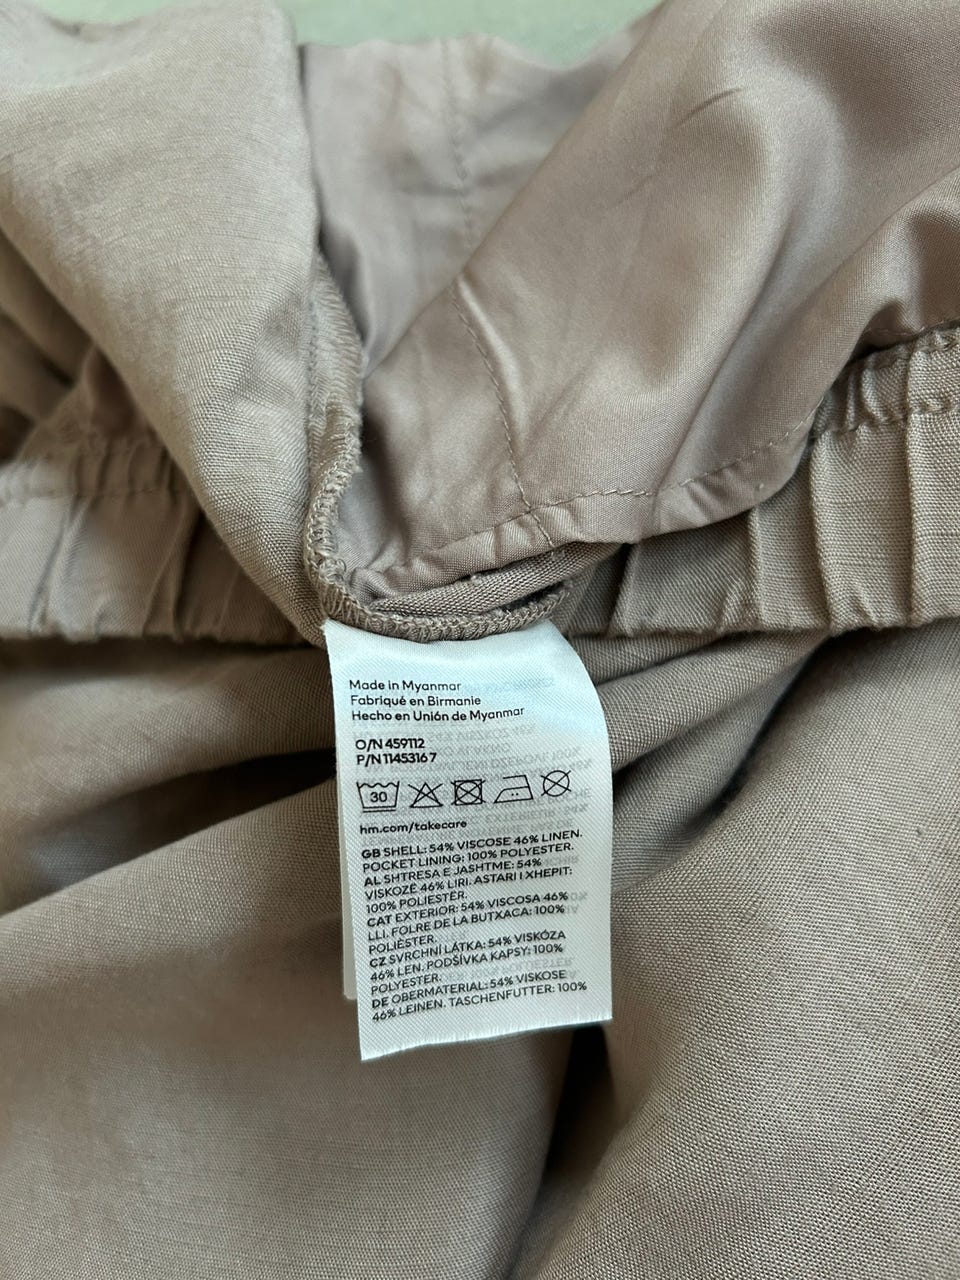 Made in Myanmar
Fabriqué en Birmanie
Hecho en Unión de Myanmar
O/N 459112
P/N 11453167
30
hm.com/takecare
GB SHELL: 54% VISCOSE 46% LINEN.
POCKET LINING: 100% POLYESTER.
AL SHTRESA E JASHTME: 54%
VISKOZË 46% LIRI. ASTARI I XHEPIT:
100% POLIESTËR.
CAT EXTERIOR: 54% VISCOSA 46%
LLI. FOLRE DE LA BUTXACA: 100%
POLIÈSTER.
CZ SVRCHNÍ LÁTKA: 54% VISKÓZA
46% LEN. PODŠÍVKA KAPSY: 100%
POLYESTER.
DE OBERMATERIAL: 54% VISKOSE
46% LEINEN. TASCHENFUTTER: 100%